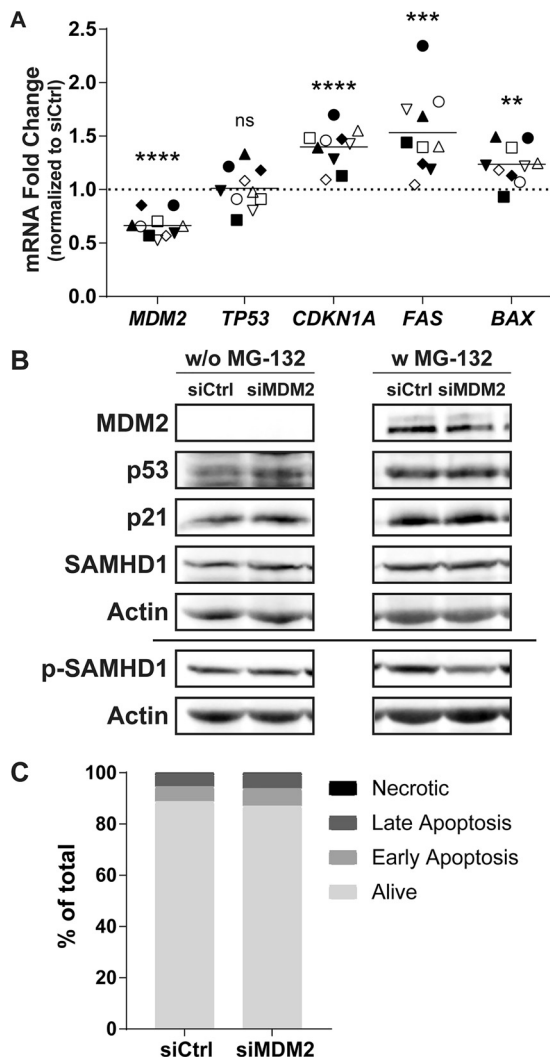 A
mRNA Fold Change
(normalized to siCtrl)
2.5
2.0
1.5
1.0
0.5
0.0
****
ns
****
***
**
MDM2 TP53 CDKN1A FAS BAX
B
w/o MG-132 w MG-132
siCtrl siMDM2 siCtrl siMDM2
MDM2
p53
p21
SAMHD1
Actin
p-SAMHD1
Actin
C
% of total
100
80
60
40
20
0
siCtrl siMDM2
Necrotic
Late Apoptosis
Early Apoptosis
Alive